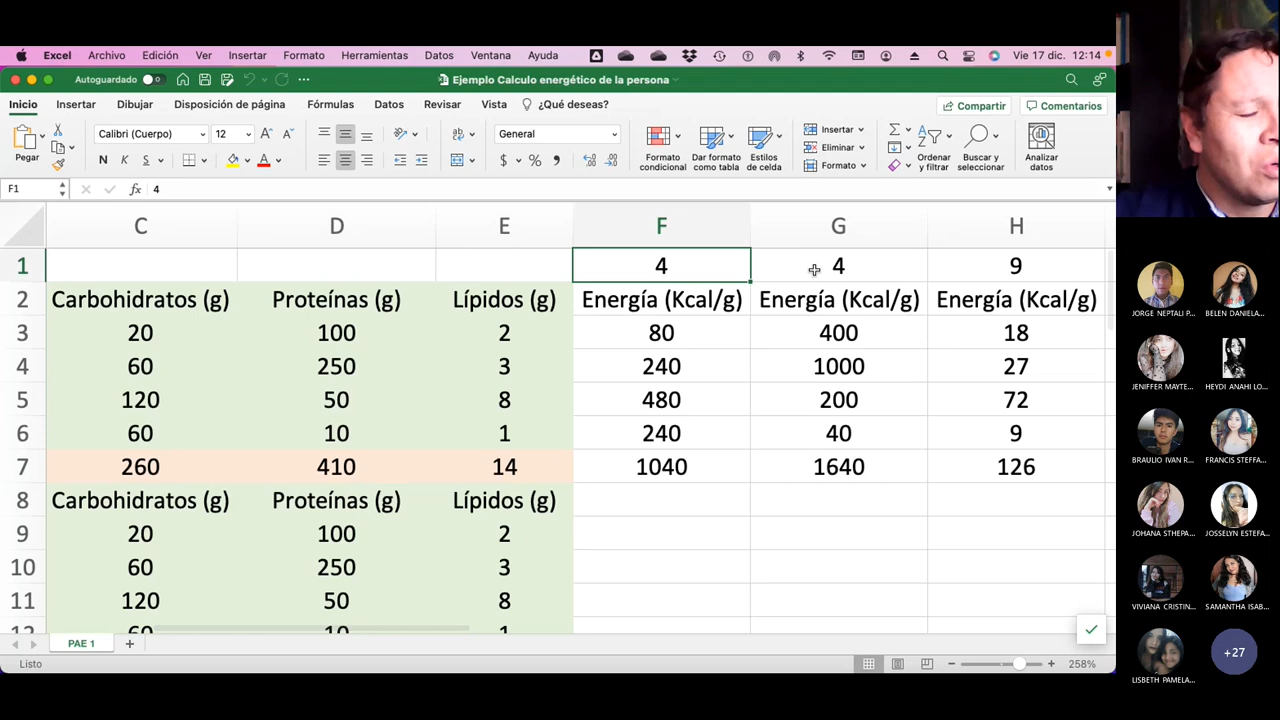 Excel Archivo Edición Ver Insertar Formato Herramientas Datos Ventana Ayuda Vie 17 dic. 12:14
Autoguardado Ejemplo Calculo energético de la persona
Inicio Insertar Dibujar Disposición de página Fórmulas Datos Revisar Vista ¿Qué deseas? Compartir Comentarios
Pegar Calibri (Cuerpo) 12 General Formato condicional Dar formato como tabla Estilos de celda Insertar Eliminar Formato Ordenar y filtrar Buscar y seleccionar Analizar datos
N K S $ %
F1 fx 4
C D E F G H
1 4 4 9
2 Carbohidratos (g) Proteínas (g) Lípidos (g) Energía (Kcal/g) Energía (Kcal/g) Energía (Kcal/g)
3 20 100 2 80 400 18
4 60 250 3 240 1000 27
5 120 50 8 480 200 72
6 60 10 1 240 40 9
7 260 410 14 1040 1640 126
8 Carbohidratos (g) Proteínas (g) Lípidos (g)
9 20 100 2
10 60 250 3
11 120 50 8
12 60 10 1
PAE 1
Listo 258%
JORGE NEPTALI P... BELEN DANIELA...
JENIFFER MAYTE... HEYDI ANAHI LO...
BRAULIO IVAN R... FRANCIS STEFFA...
JOHANA STHEPA... JOSSELYN ESTEFA...
VIVIANA CRISTIN... SAMANTHA ISAB...
LISBETH PAMELA... +27